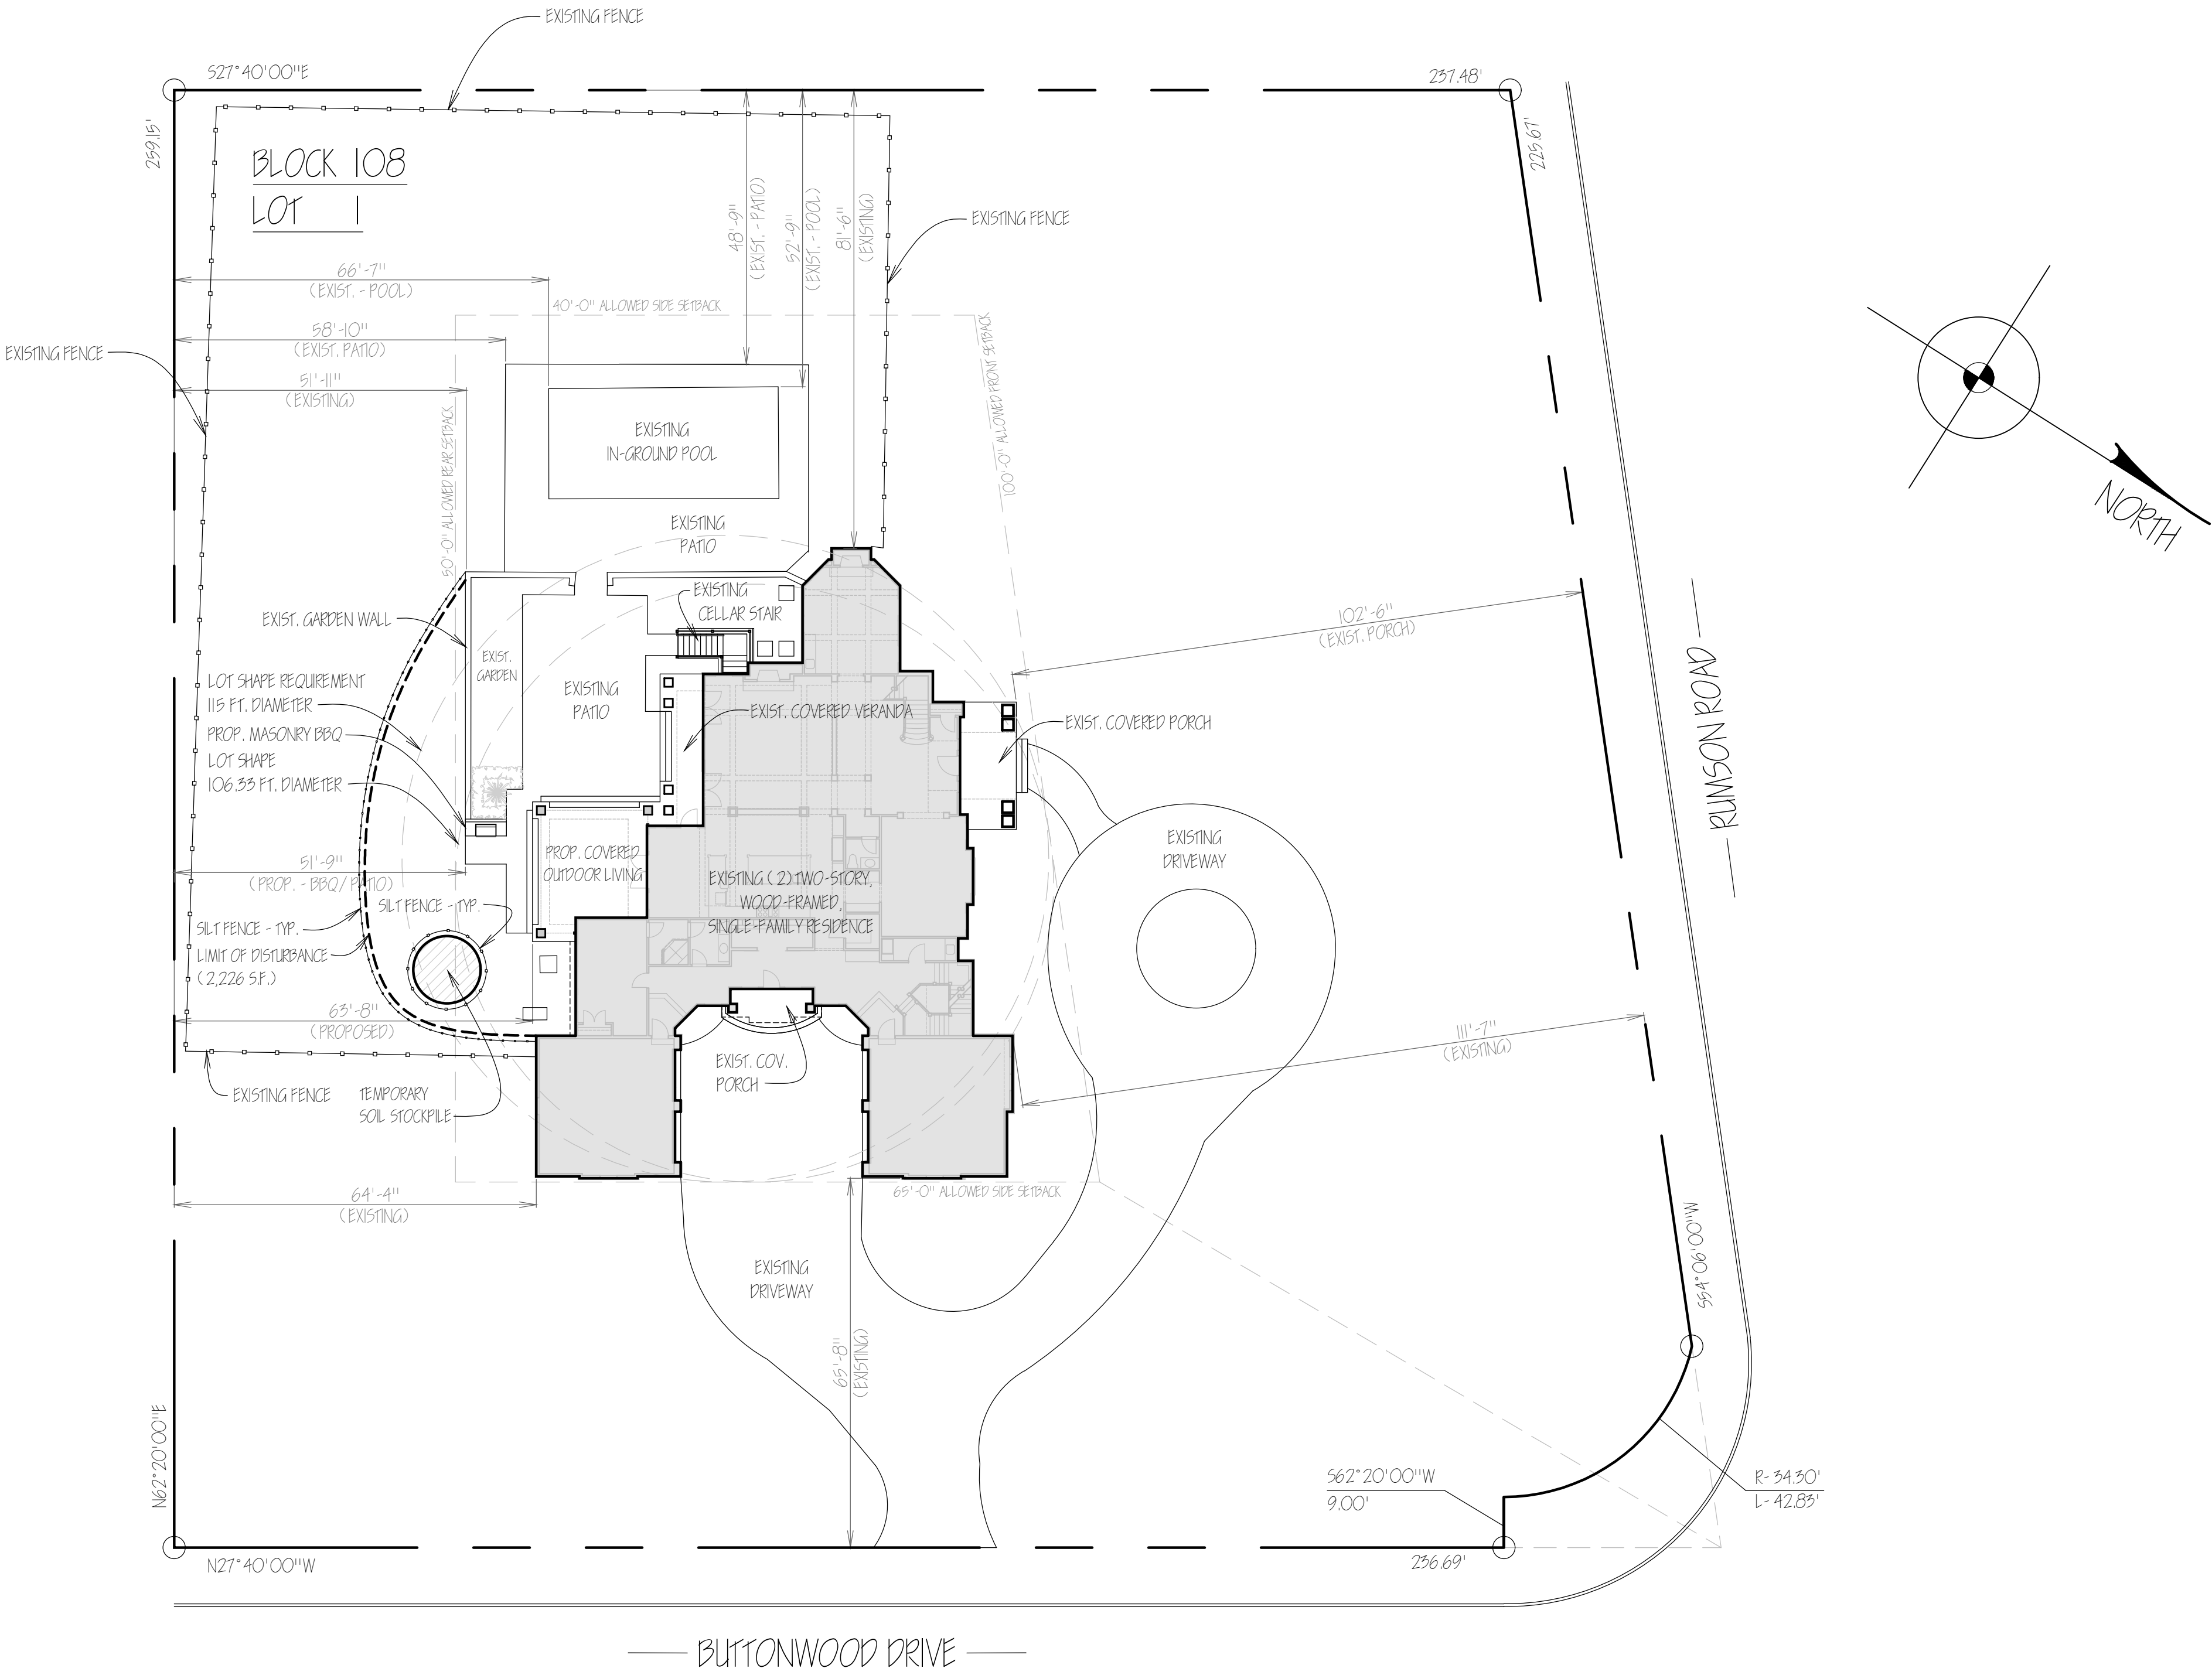 EXISTING FENCE
S27°40'00"E
237.48'
259.15'
225.67'
BLOCK 108
LOT 1
48'-9"
(EXIST. - PATIO)
52'-9"
(EXIST. - POOL)
81'-6"
(EXISTING)
EXISTING FENCE
66'-7"
(EXIST. - POOL)
40'-0" ALLOWED SIDE SETBACK
58'-10"
(EXIST. PATIO)
EXISTING FENCE
51'-11"
(EXISTING)
50'-0" ALLOWED REAR SETBACK
100'-0" ALLOWED FRONT SETBACK
EXISTING
IN-GROUND POOL
NORTH
EXISTING
PATIO
EXISTING
CELLAR STAIR
EXIST. GARDEN WALL
102'-6"
(EXIST. PORCH)
EXIST.
GARDEN
EXISTING
PATIO
LOT SHAPE REQUIREMENT
115 FT. DIAMETER
PROP. MASONRY BBQ
LOT SHAPE
106.33 FT. DIAMETER
EXIST. COVERED VERANDA
EXIST. COVERED PORCH
RUMSON ROAD
EXISTING
DRIVEWAY
51'-9"
(PROP. - BBQ/PATIO)
PROP. COVERED
OUTDOOR LIVING
EXISTING (2) TWO-STORY,
WOOD-FRAMED,
SINGLE-FAMILY RESIDENCE
SILT FENCE - TYP.
SILT FENCE - TYP.
LIMIT OF DISTURBANCE
(2,226 S.F.)
63'-8"
(PROPOSED)
111'-7"
(EXISTING)
EXIST. COV.
PORCH
EXISTING FENCE
TEMPORARY
SOIL STOCKPILE
64'-4"
(EXISTING)
65'-0" ALLOWED SIDE SETBACK
S54°06'00"W
EXISTING
DRIVEWAY
65'-8"
(EXISTING)
N62°20'00"E
S62°20'00"W
9.00'
R- 34.30'
L- 42.83'
N27°40'00"W
236.69'
BUTTONWOOD DRIVE